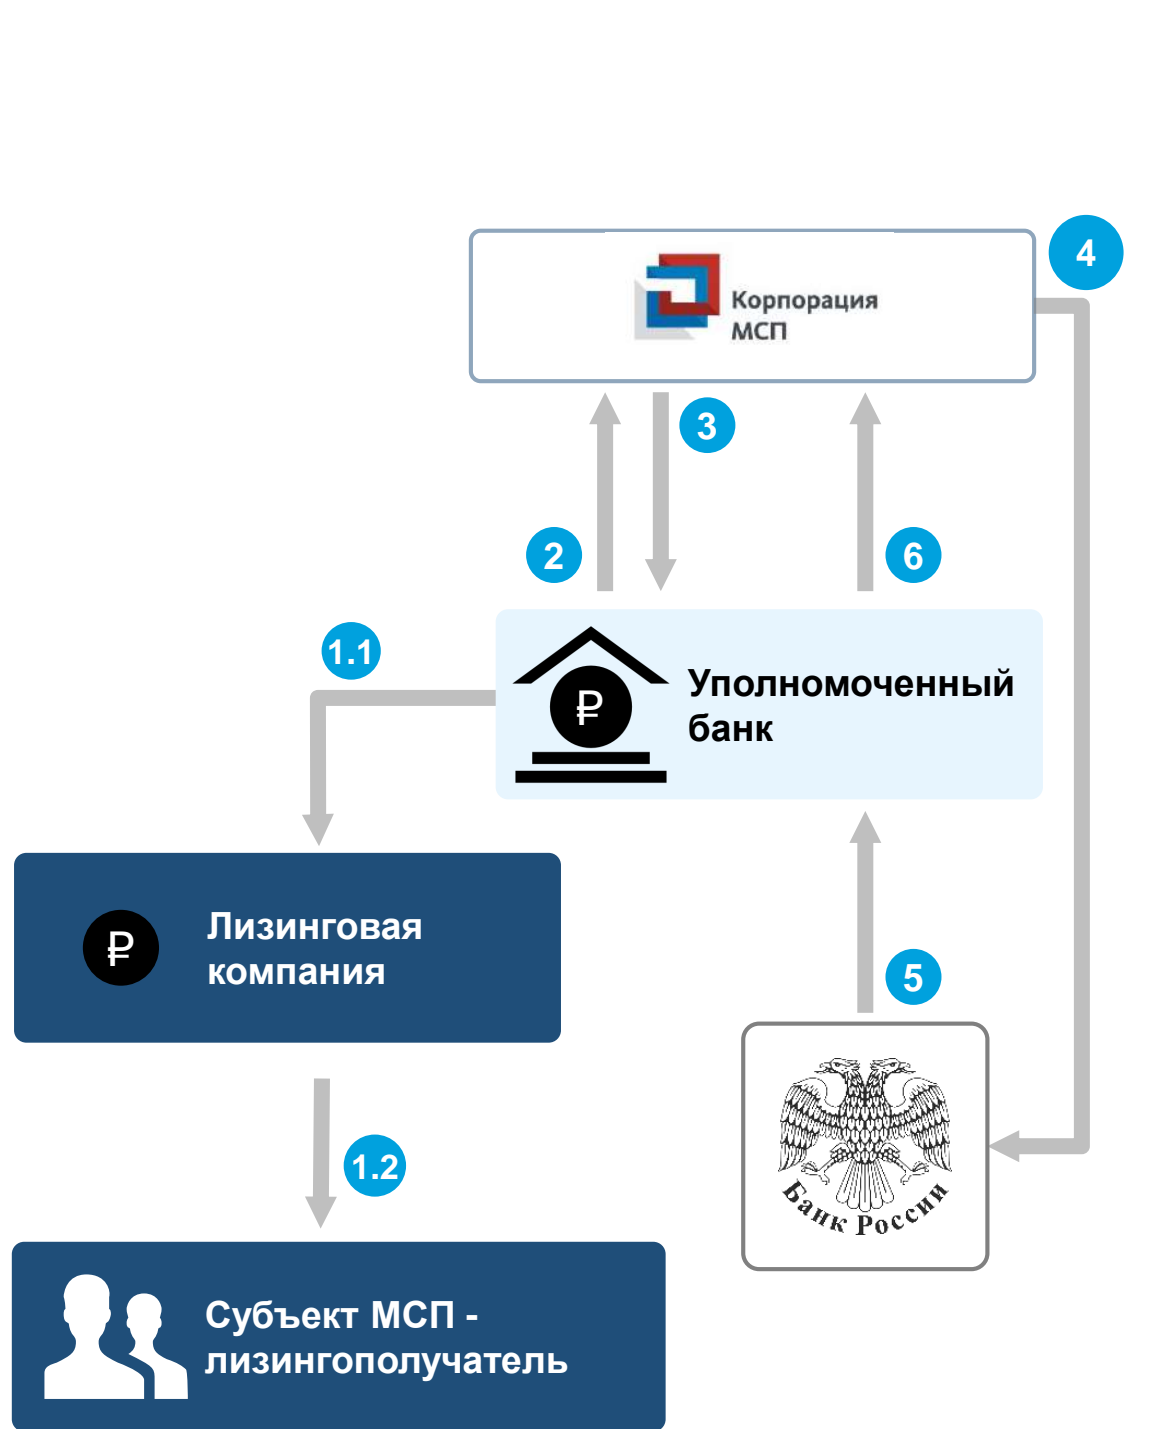 4
Корпорация
МСП
3
2
6
1.1
₽
Уполномоченный
банк
₽
Лизинговая
компания
5
1.2
Банк России
Субъект МСП -
лизингополучатель